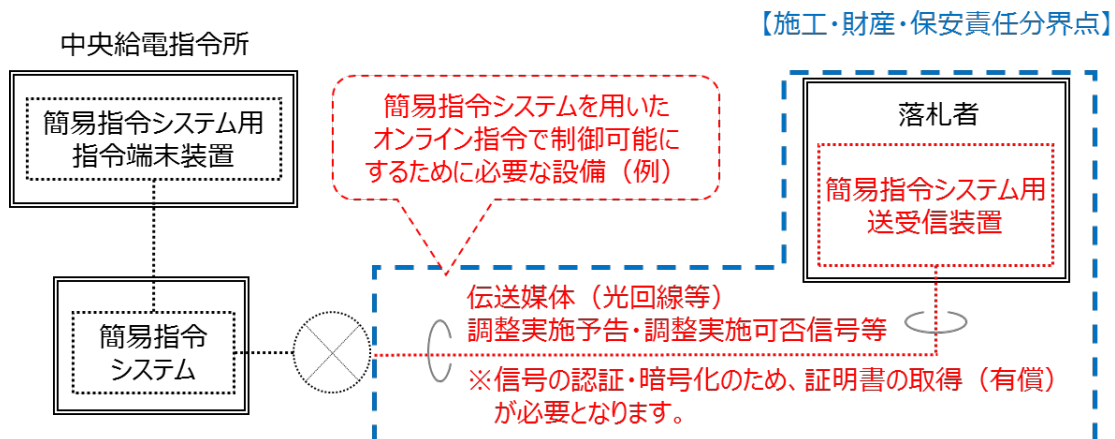 【施工・財産・保安責任分界点】
中央給電指令所
簡易指令システム用
指令端末装置
簡易指令システムを用いた
オンライン指令で制御可能に
するために必要な設備（例）
落札者
簡易指令システム用
送受信装置
簡易指令
システム
伝送媒体（光回線等）
調整実施予告・調整実施可否信号等
※信号の認証・暗号化のため、証明書の取得（有償）
が必要となります。